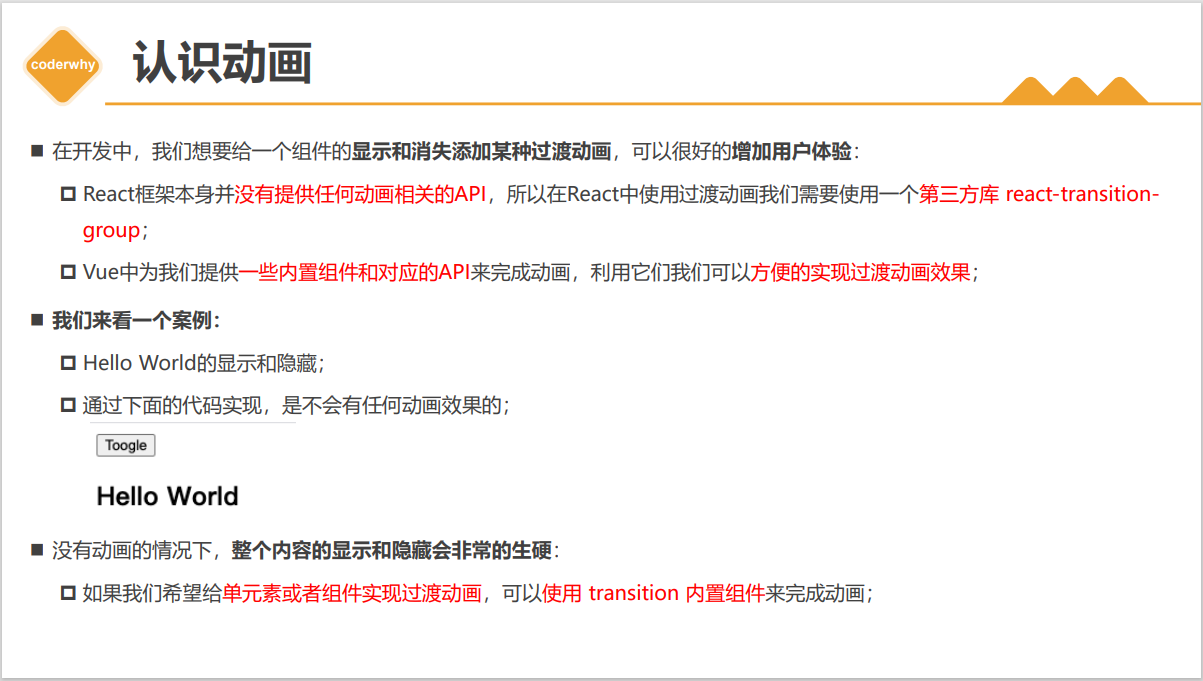 coderwhy
认识动画
在开发中，我们想要给一个组件的显示和消失添加某种过渡动画，可以很好的增加用户体验：
React框架本身并没有提供任何动画相关的API，所以在React中使用过渡动画我们需要使用一个第三方库 react-transition-
group；
Vue中为我们提供一些内置组件和对应的API来完成动画，利用它们我们可以方便的实现过渡动画效果；
我们来看一个案例：
Hello World的显示和隐藏；
通过下面的代码实现，是不会有任何动画效果的；
Toogle
Hello World
没有动画的情况下，整个内容的显示和隐藏会非常的生硬：
如果我们希望给单元素或者组件实现过渡动画，可以使用 transition 内置组件来完成动画；